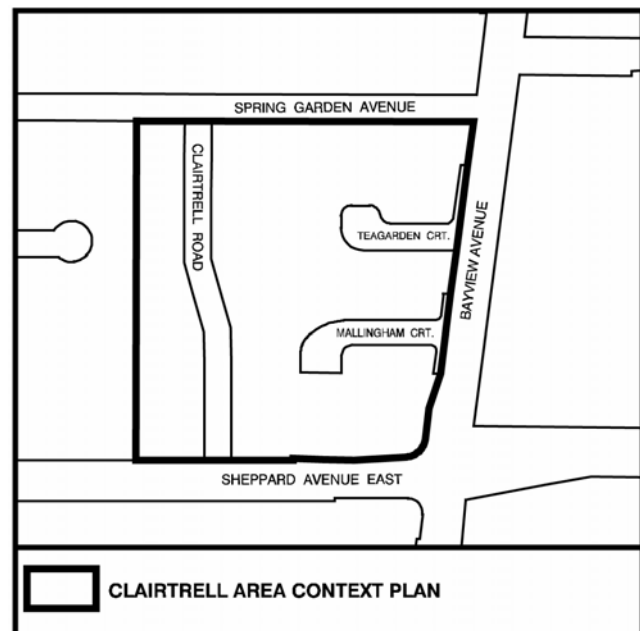 SPRING GARDEN AVENUE
CLAIRTRELL ROAD
TEAGARDEN CRT.
BAYVIEW AVENUE
MALLINGHAM CRT.
SHEPPARD AVENUE EAST
CLAIRTRELL AREA CONTEXT PLAN